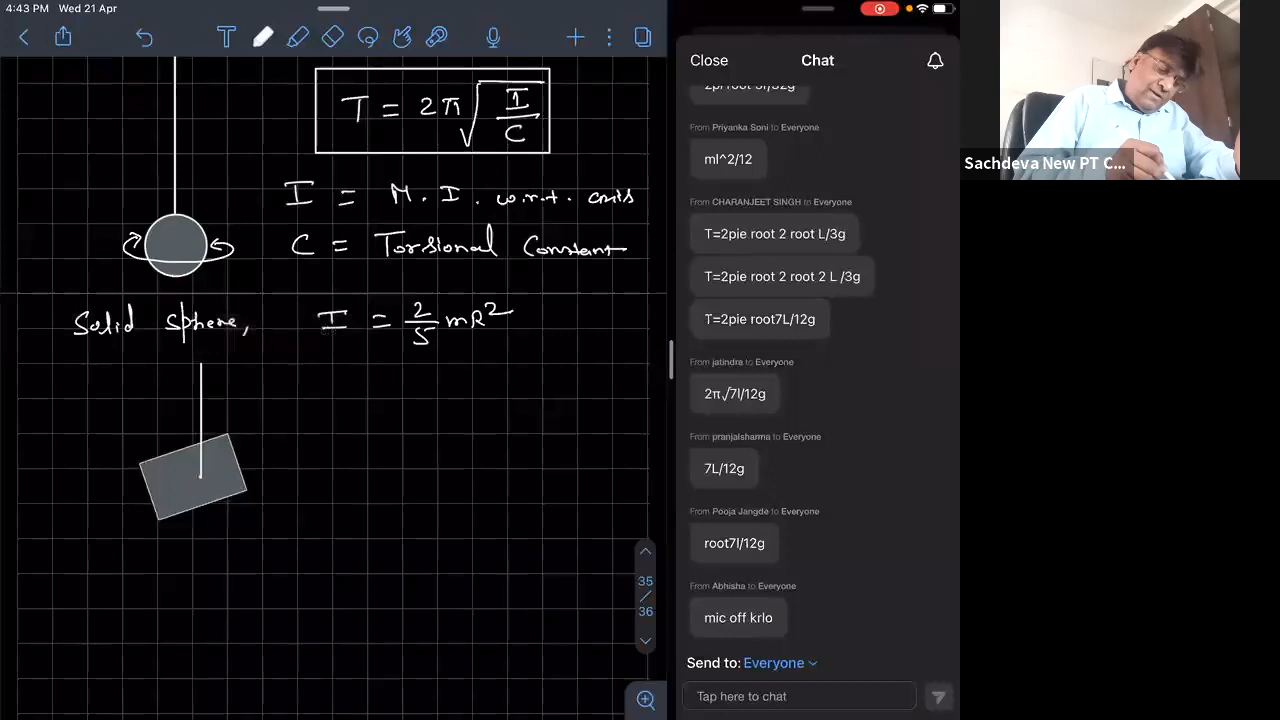 4:43 PM Wed 21 Apr
T = 2π√I/C
I = M.I. w.r.t. axis
C = Torsional Constant
Solid sphere, I = 2/5 mR²
35
36
Close Chat
From Priyanka Soni to Everyone
ml^2/12
From CHARANJEET SINGH to Everyone
T=2pie root 2 root L/3g
T=2pie root 2 root 2 L /3g
T=2pie root7L/12g
From jatindra to Everyone
2π√7l/12g
From pranjalsharma to Everyone
7L/12g
From Pooja Jangde to Everyone
root7l/12g
From Abhisha to Everyone
mic off krlo
Send to: Everyone
Tap here to chat
Sachdeva New PT C...